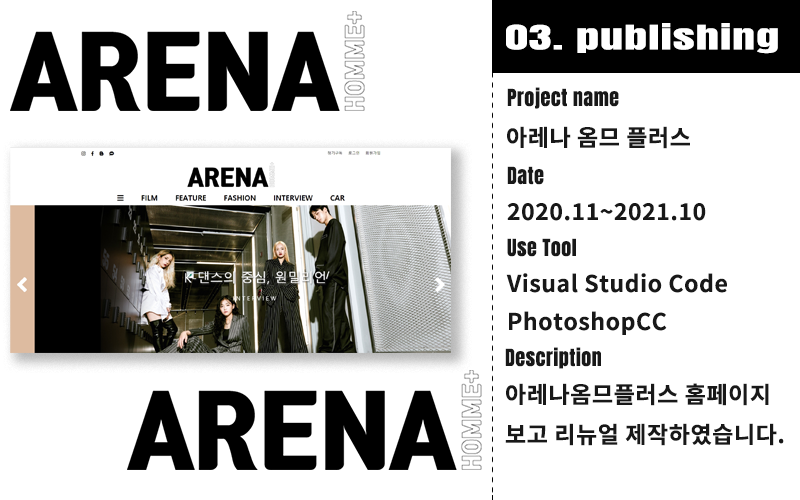 ARENA
HOMME+
ARENA
FILM FEATURE FASHION INTERVIEW CAR
K 댄스의 중심, 원밀리언
INTERVIEW
ARENA
HOMME+
03. publishing
Project name
아레나 옴므 플러스
Date
2020.11~2021.10
Use Tool
Visual Studio Code
PhotoshopCC
Description
아레나옴므플러스 홈페이지
보고 리뉴얼 제작하였습니다.